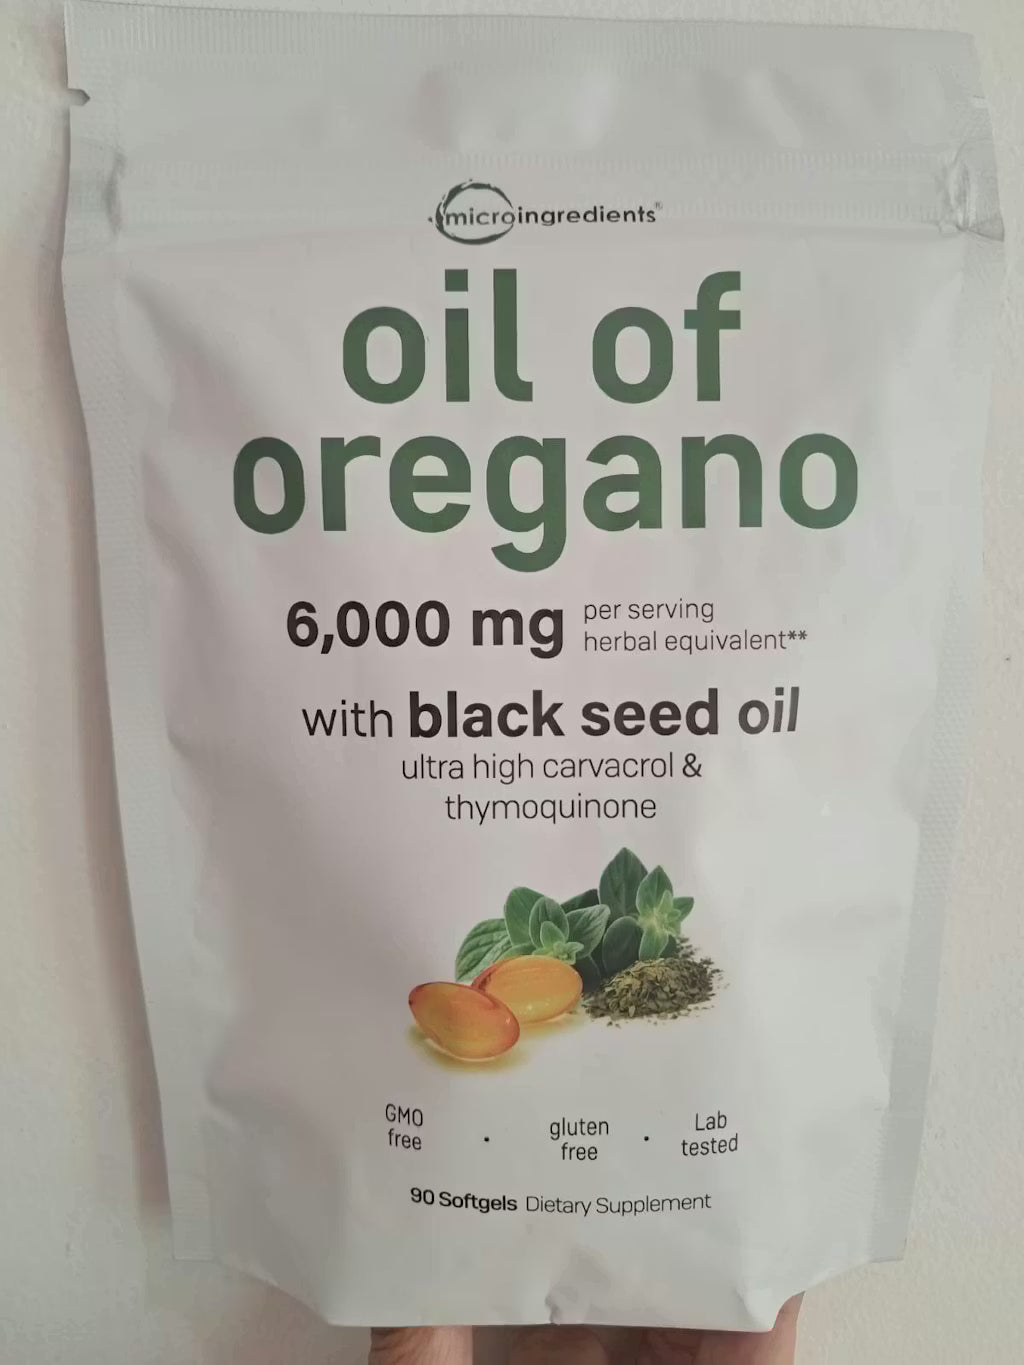 microingredients®
oil of
oregano
6,000 mg per serving
herbal equivalent**
with black seed oil
ultra high carvacrol &
thymoquinone
GMO
free
·
gluten
free
·
Lab
tested
90 Softgels Dietary Supplement